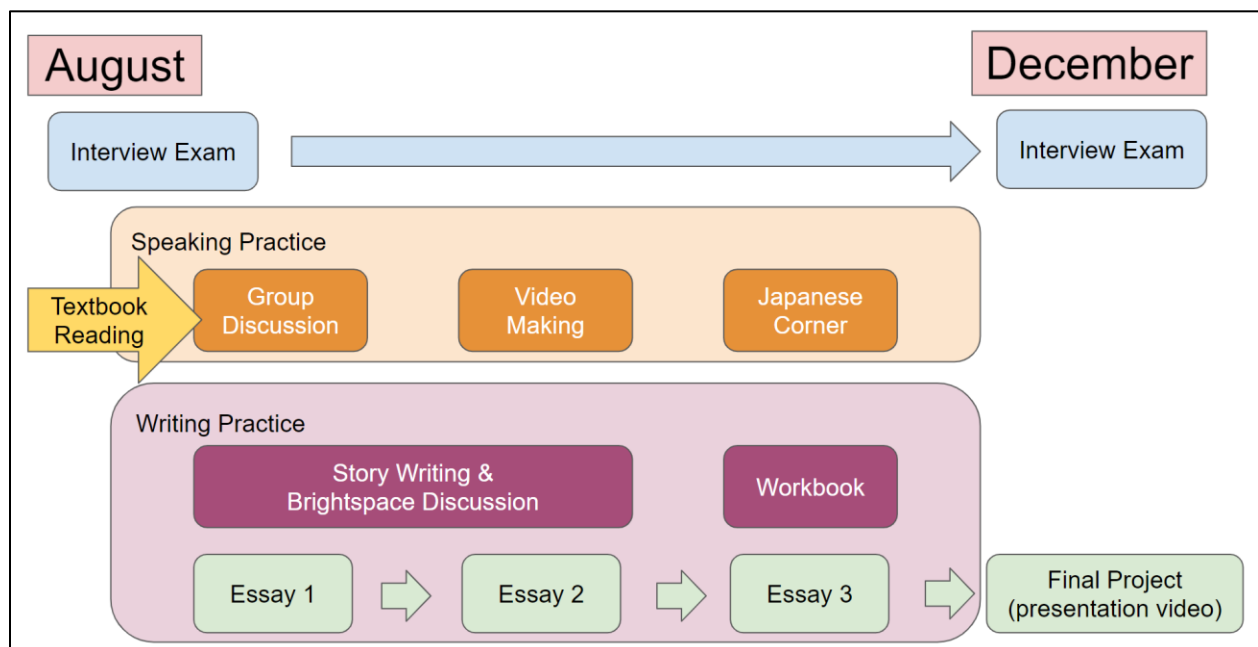 August
December
Interview Exam
Interview Exam
Speaking Practice
Textbook
Reading
Group
Discussion
Video
Making
Japanese
Corner
Writing Practice
Story Writing &
Brightspace Discussion
Workbook
Essay 1
Essay 2
Essay 3
Final Project
(presentation video)